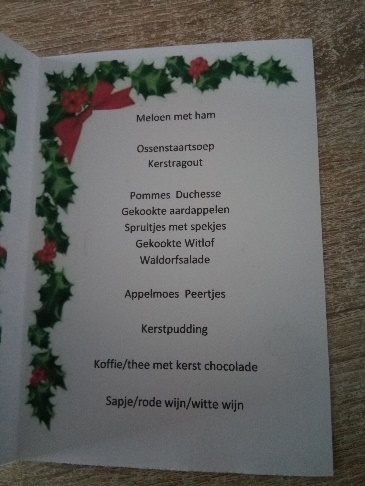 Meloen met ham
Ossenstaartsoep
Kerstragout
Pommes Duchesse
Gekookte aardappelen
Spruitjes met spekjes
Gekookte Witlof
Waldorfsalade
Appelmoes Peertjes
Kerstpudding
Koffie/thee met kerst chocolade
Sapje/rode wijn/witte wijn